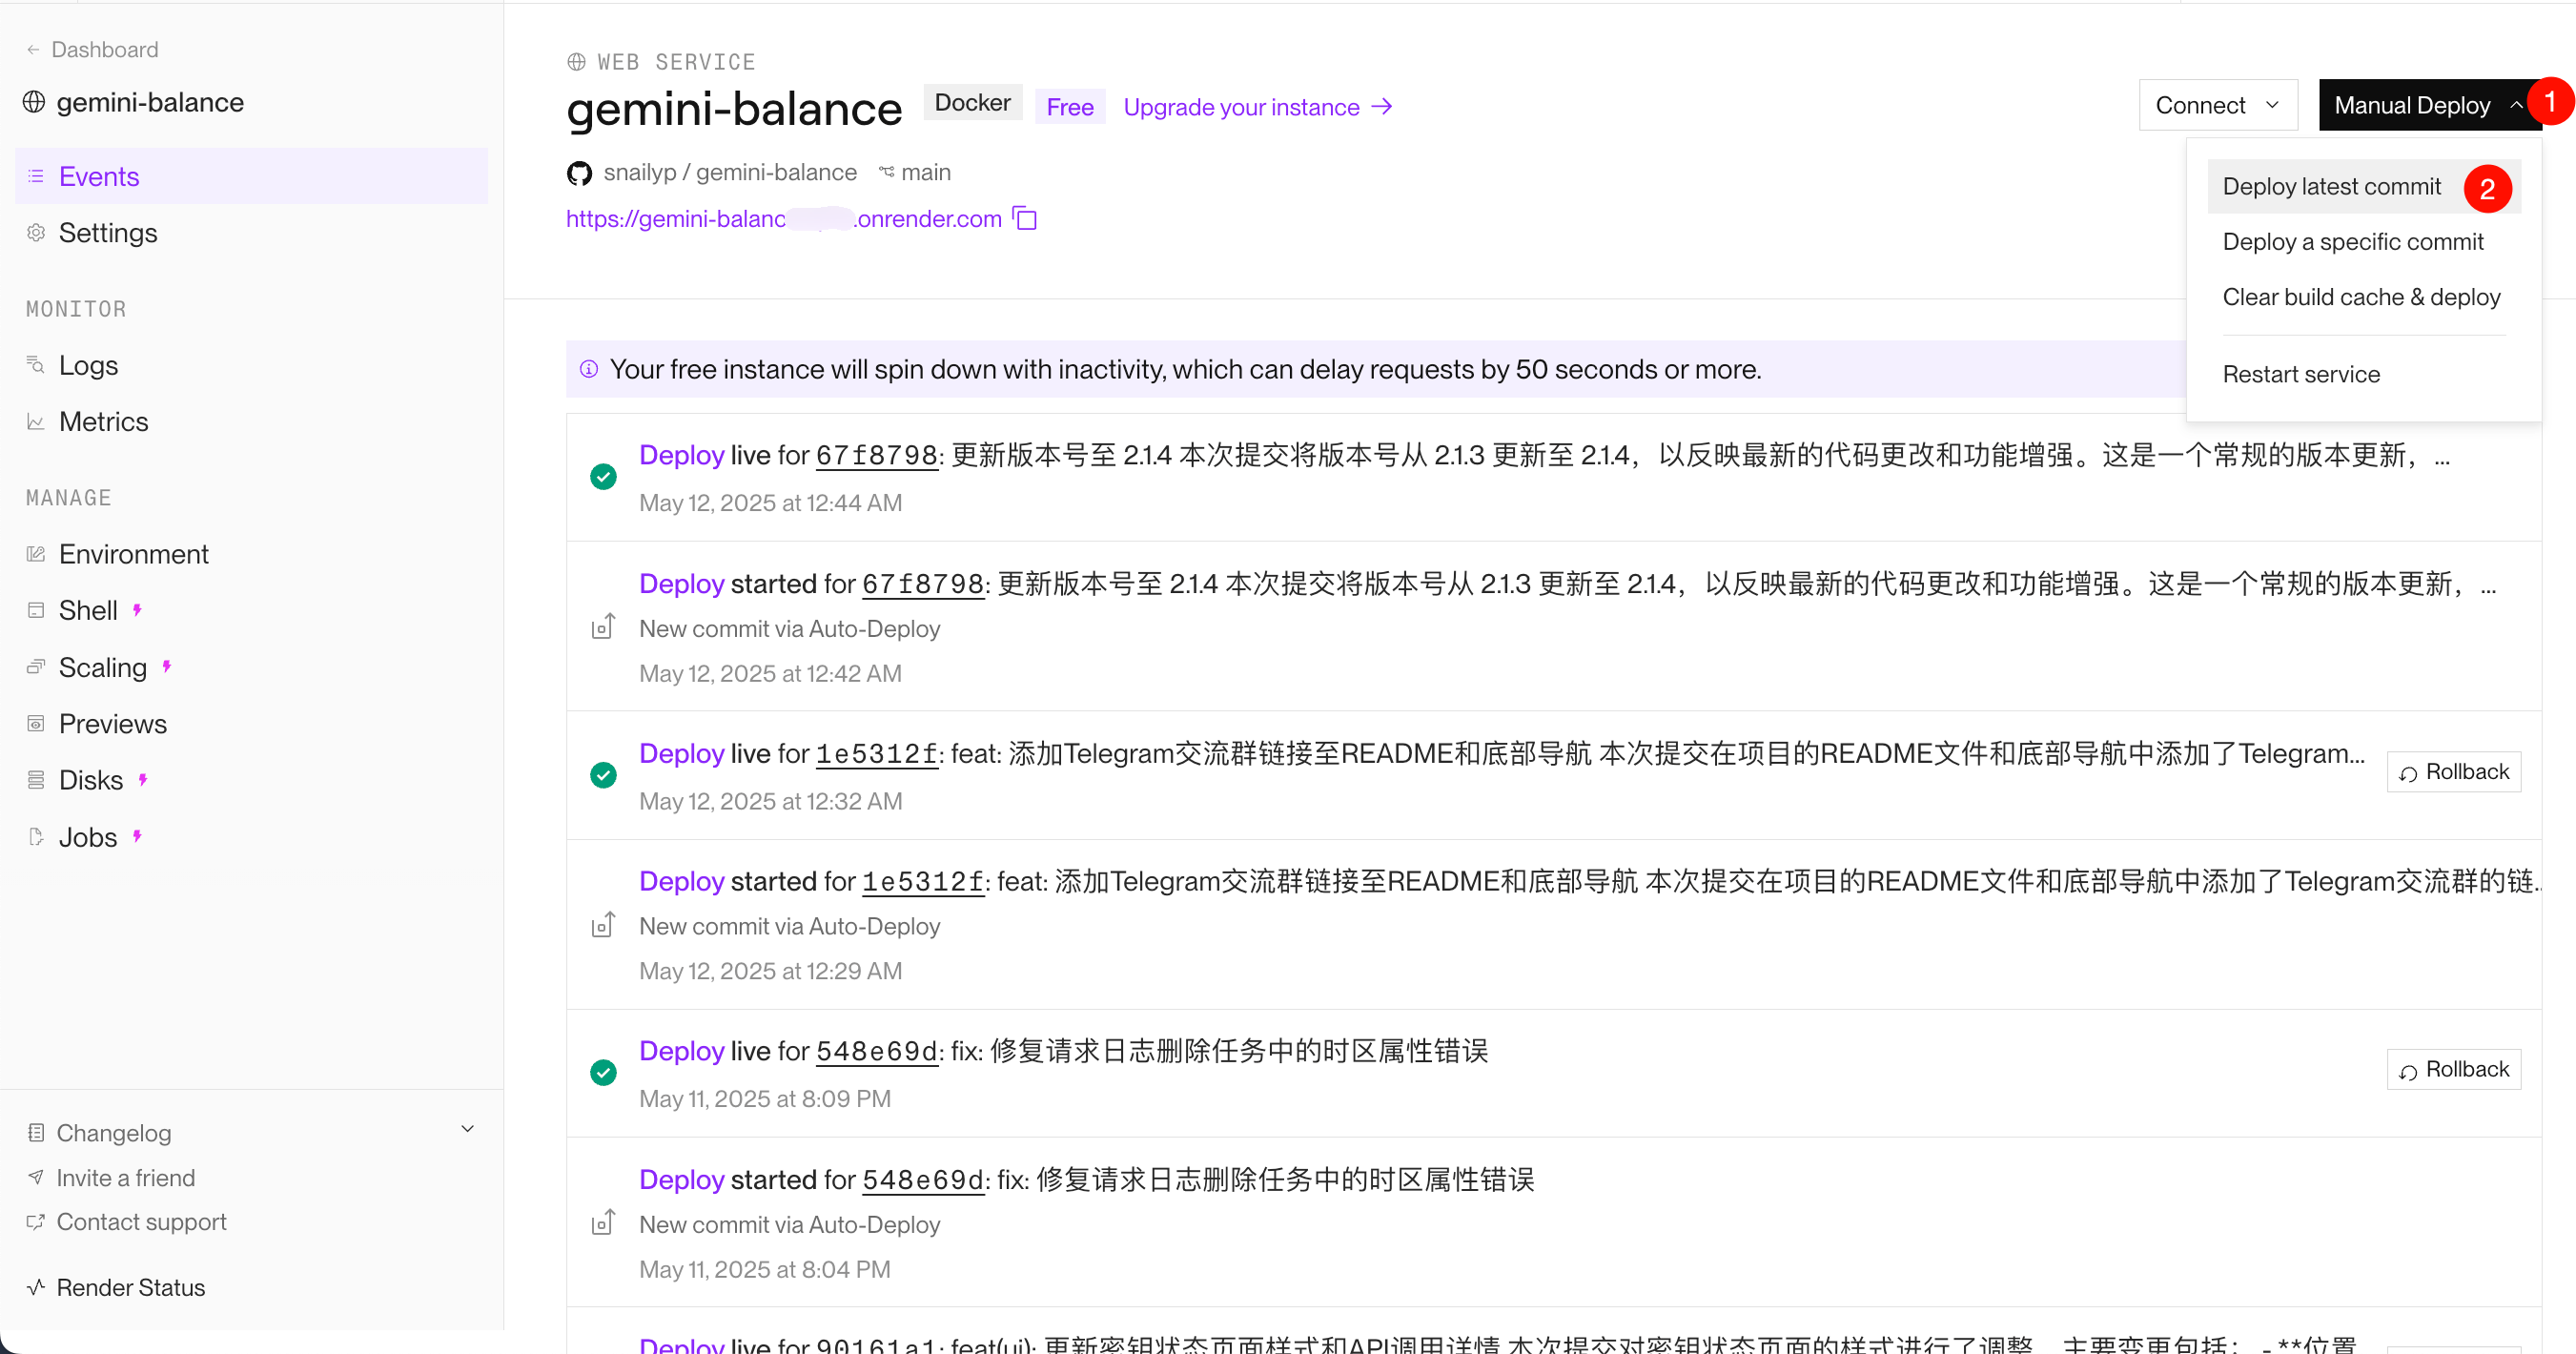 Dashboard
gemini-balance
Events
Settings
MONITOR
Logs
Metrics
MANAGE
Environment
Shell
Scaling
Previews
Disks
Jobs
Changelog
Invite a friend
Contact support
Render Status
WEB SERVICE
gemini-balance Docker Free Upgrade your instance →
snailyp / gemini-balance main
https://gemini-balanc .onrender.com
Connect
Manual Deploy 1
Deploy latest commit 2
Deploy a specific commit
Clear build cache & deploy
Restart service
Your free instance will spin down with inactivity, which can delay requests by 50 seconds or more.
Deploy live for 67f8798: 更新版本号至 2.1.4 本次提交将版本号从 2.1.3 更新至 2.1.4，以反映最新的代码更改和功能增强。这是一个常规的版本更新，...
May 12, 2025 at 12:44 AM
Deploy started for 67f8798: 更新版本号至 2.1.4 本次提交将版本号从 2.1.3 更新至 2.1.4，以反映最新的代码更改和功能增强。这是一个常规的版本更新，...
New commit via Auto-Deploy
May 12, 2025 at 12:42 AM
Deploy live for 1e5312f: feat: 添加Telegram交流群链接至README和底部导航 本次提交在项目的README文件和底部导航中添加了Telegram...
Rollback
May 12, 2025 at 12:32 AM
Deploy started for 1e5312f: feat: 添加Telegram交流群链接至README和底部导航 本次提交在项目的README文件和底部导航中添加了Telegram交流群的链..
New commit via Auto-Deploy
May 12, 2025 at 12:29 AM
Deploy live for 548e69d: fix: 修复请求日志删除任务中的时区属性错误
Rollback
May 11, 2025 at 8:09 PM
Deploy started for 548e69d: fix: 修复请求日志删除任务中的时区属性错误
New commit via Auto-Deploy
May 11, 2025 at 8:04 PM
Deploy live for 90161a1: feat(ui): 更新密钥状态页面样式和API调用详情 本次提交对密钥状态页面的样式进行了调整，主要变更包括： - **位置